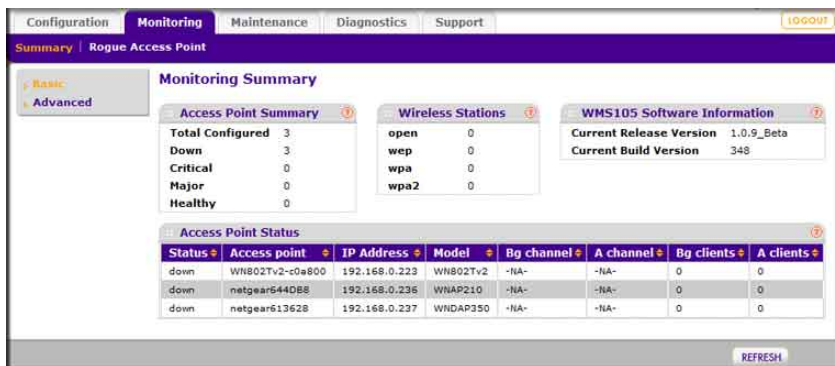 Configuration Monitoring Maintenance Diagnostics Support LOGOUT
Summary | Rogue Access Point
Basic
Advanced
Monitoring Summary
Access Point Summary
Total Configured 3
Down 3
Critical 0
Major 0
Healthy 0
Wireless Stations
open 0
wep 0
wpa 0
wpa2 0
WMS105 Software Information
Current Release Version 1.0.9_Beta
Current Build Version 348
Access Point Status
Status Access point IP Address Model Bg channel A channel Bg clients A clients
down WN802Tv2-c0a800 192.168.0.223 WN802Tv2 -NA- -NA- 0 0
down netgear644DB8 192.168.0.236 WNAP210 -NA- -NA- 0 0
down netgear613628 192.168.0.237 WNDAP350 -NA- -NA- 0 0
REFRESH